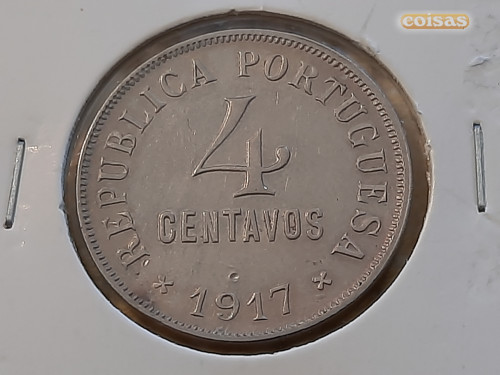 coisas
REPUBLICA PORTUGUESA
4
CENTAVOS
* 1917 *